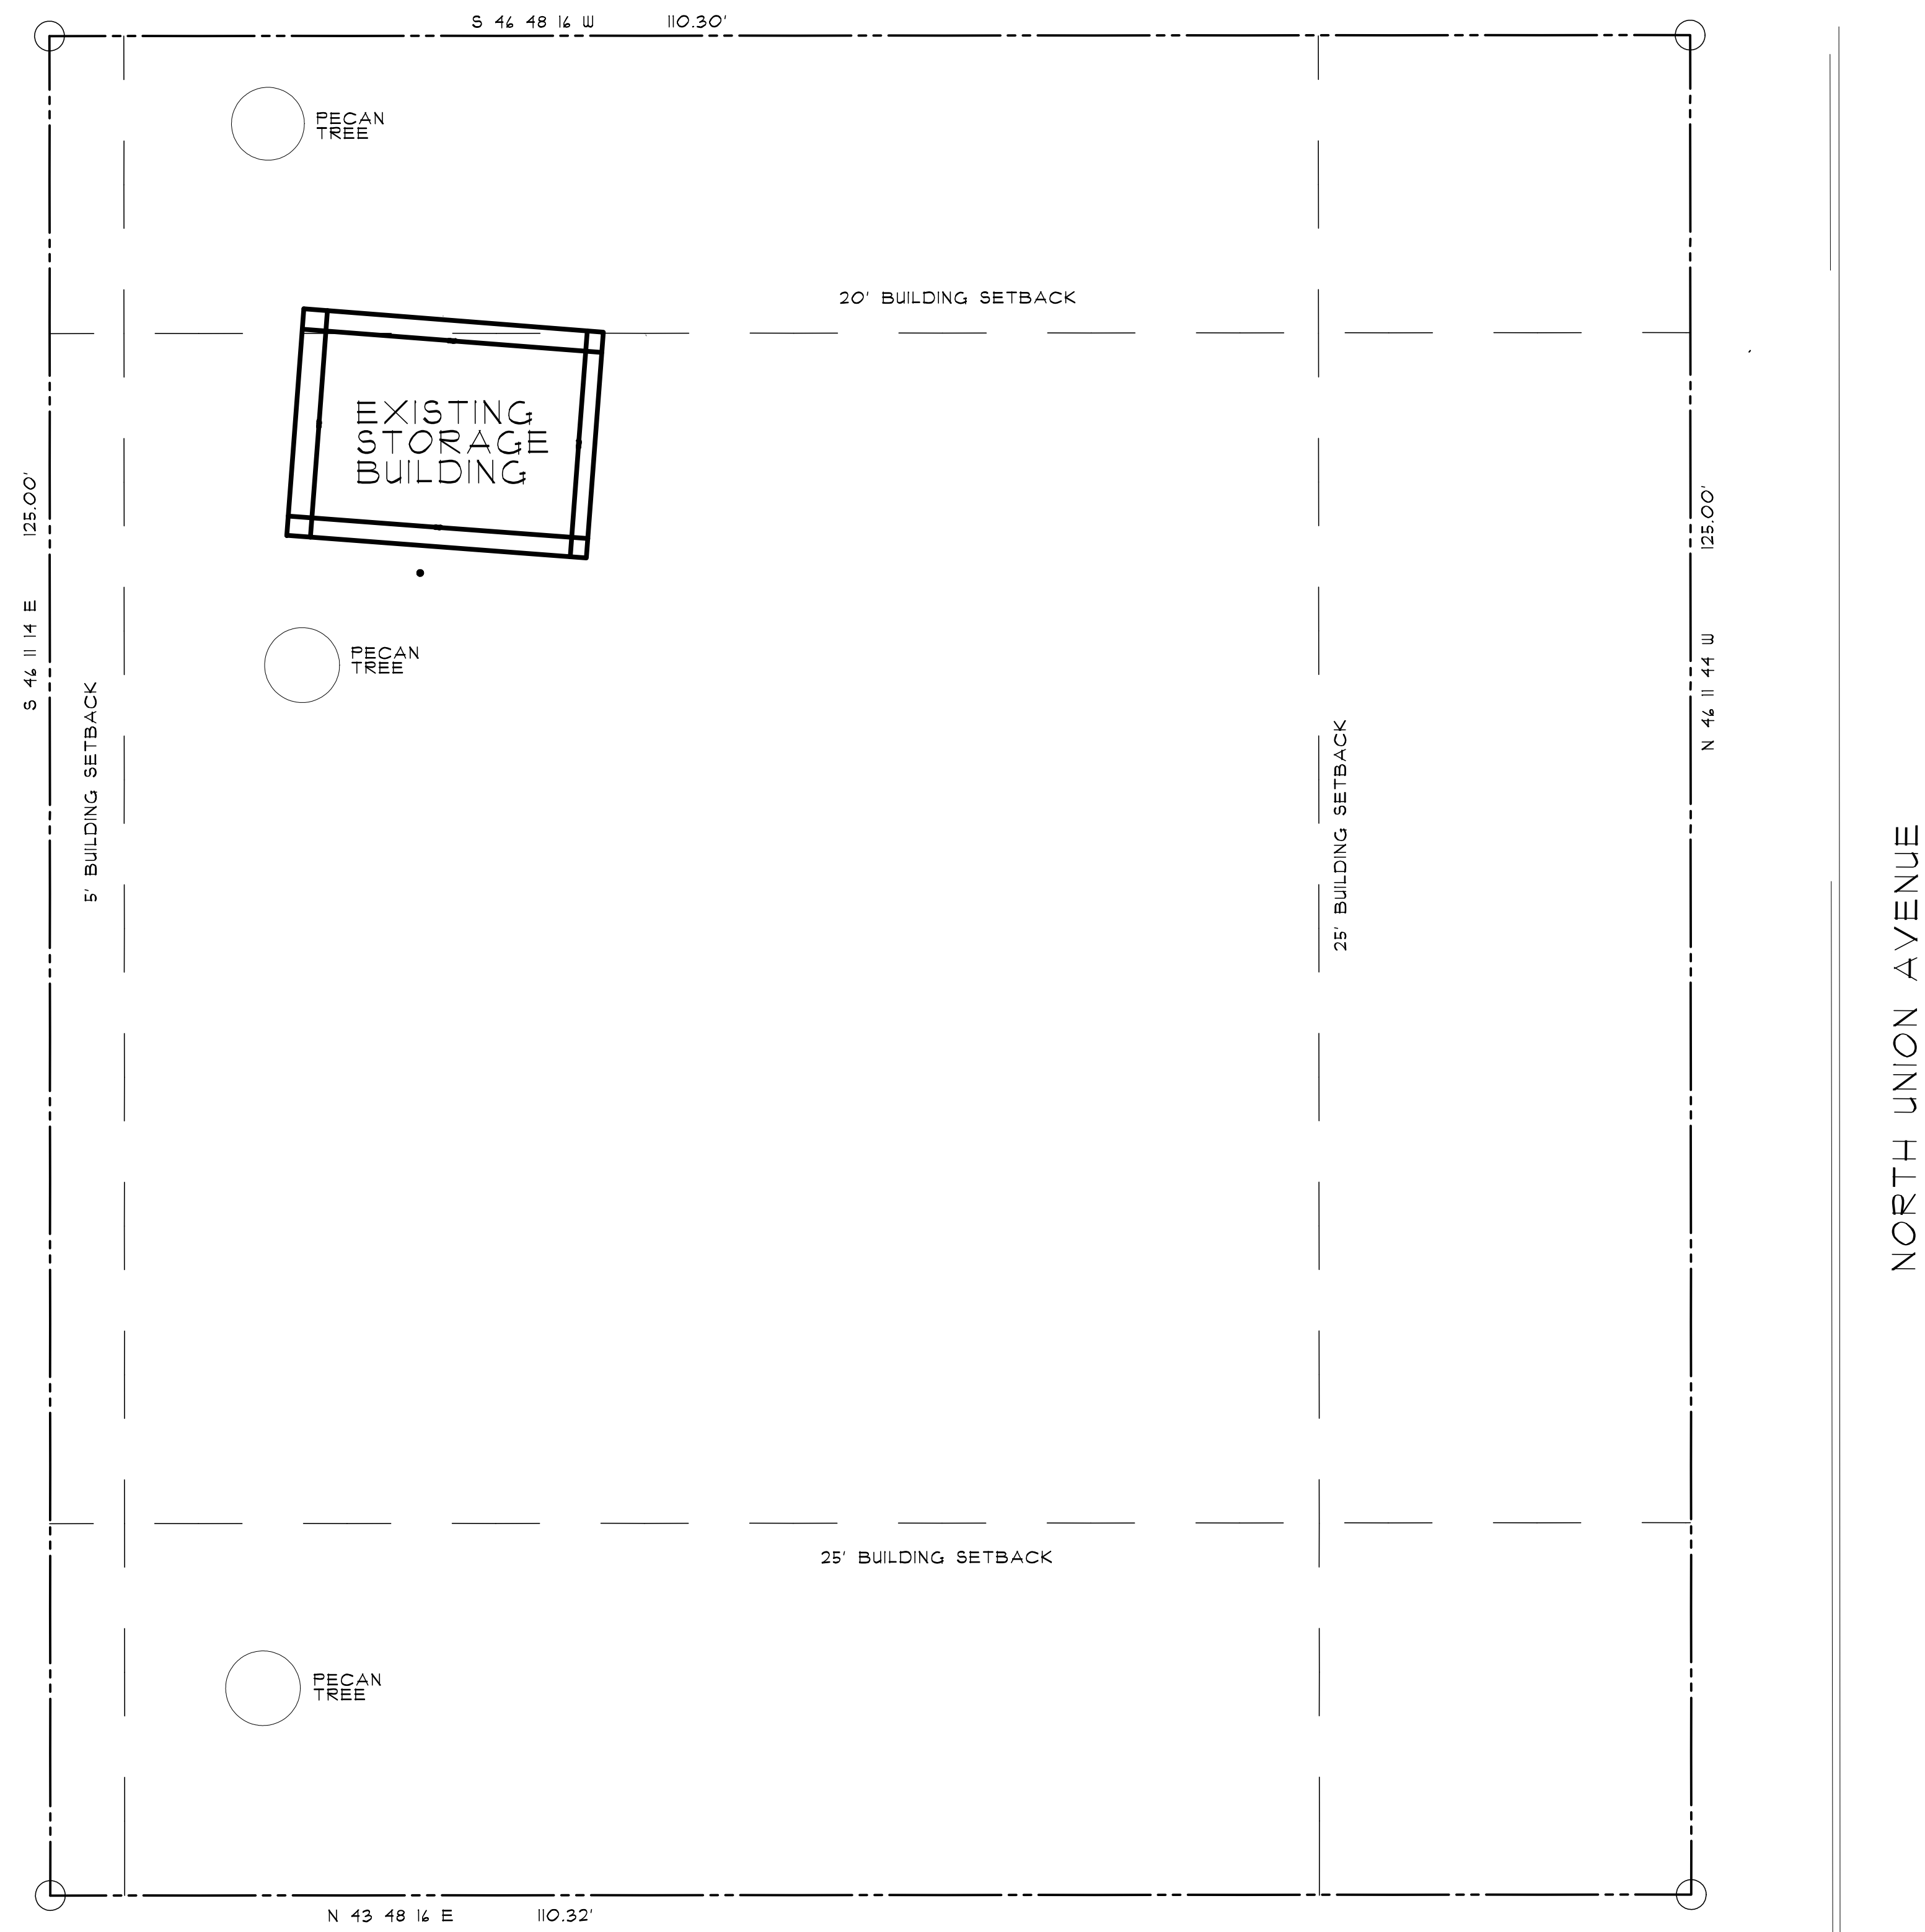 S 46 48 16 W 110.30'
PECAN
TREE
20' BUILDING SETBACK
EXISTING
STORAGE
BUILDING
S 46 11 14 E 125.00'
N 46 11 44 W 125.00'
PECAN
TREE
5' BUILDING SETBACK
25' BUILDING SETBACK
NORTH UNION AVENUE
25' BUILDING SETBACK
PECAN
TREE
N 43 48 16 E 110.32'